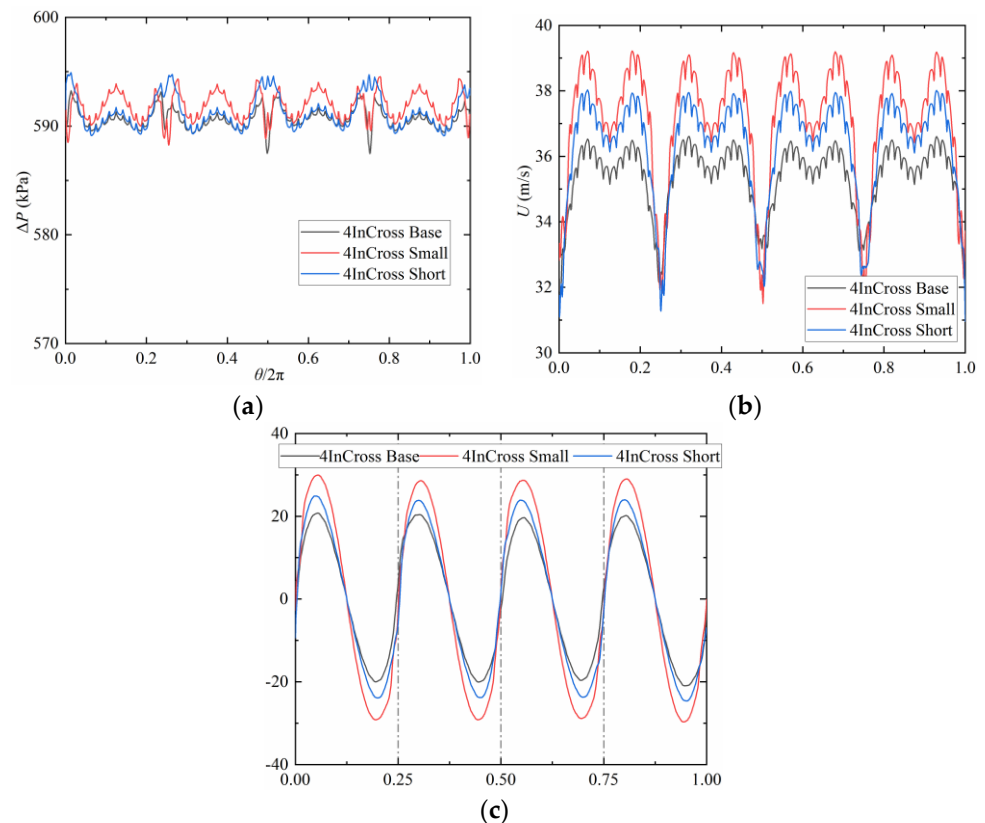 600
590
580
570
ΔP (kPa)
4InCross Base
4InCross Small
4InCross Short
0.0 0.2 0.4 0.6 0.8 1.0
θ/2π
(a)
40
38
36
34
32
30
U (m/s)
4InCross Base
4InCross Small
4InCross Short
0.0 0.2 0.4 0.6 0.8 1.0
(b)
40
20
0
-20
-40
4InCross Base 4InCross Small 4InCross Short
0.00 0.25 0.50 0.75 1.00
(c)